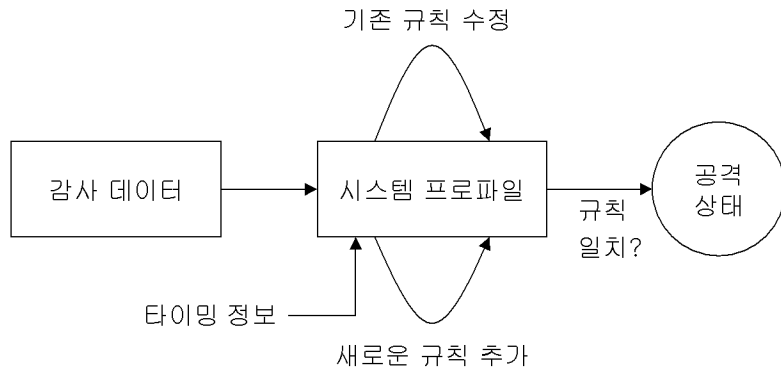 기존 규칙 수정
감사 데이터
시스템 프로파일
규칙
일치?
공격
상태
타이밍 정보
새로운 규칙 추가